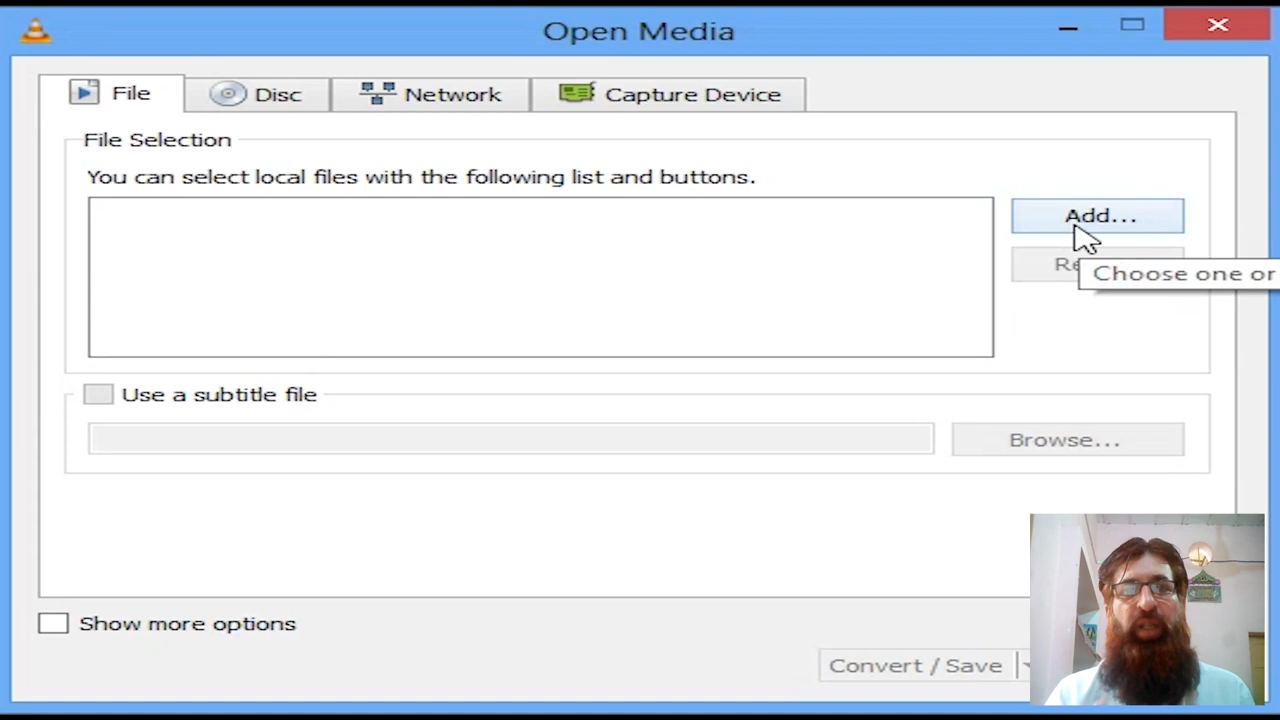 Open Media
File
Disc
Network
Capture Device
File Selection
You can select local files with the following list and buttons.
Add...
Choose one or
Use a subtitle file
Browse...
Show more options
Convert / Save